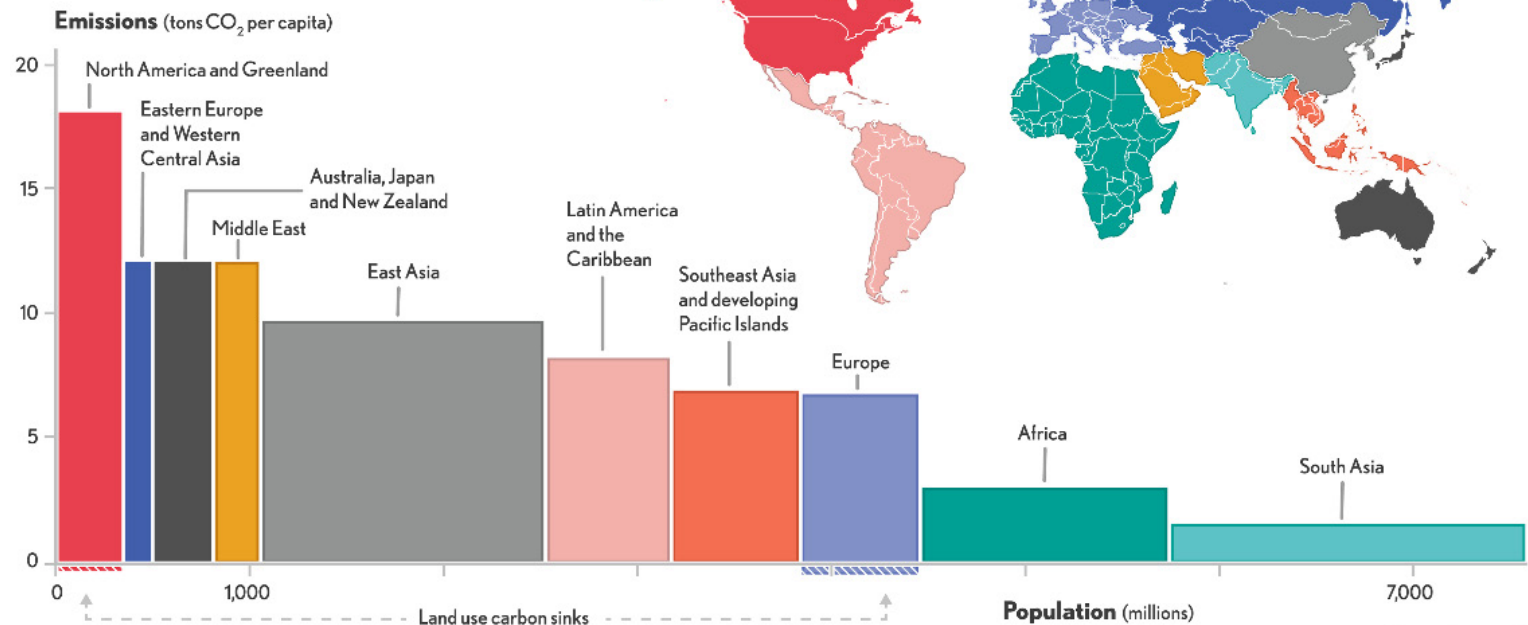 Emissions (tons CO₂ per capita)
20
North America and Greenland
Eastern Europe
and Western
Central Asia
15
Australia, Japan
and New Zealand
Middle East
Latin America
and the
Caribbean
East Asia
Southeast Asia
and developing
Pacific Islands
10
Europe
5
Africa
South Asia
0
0
1,000
7,000
Land use carbon sinks
Population (millions)